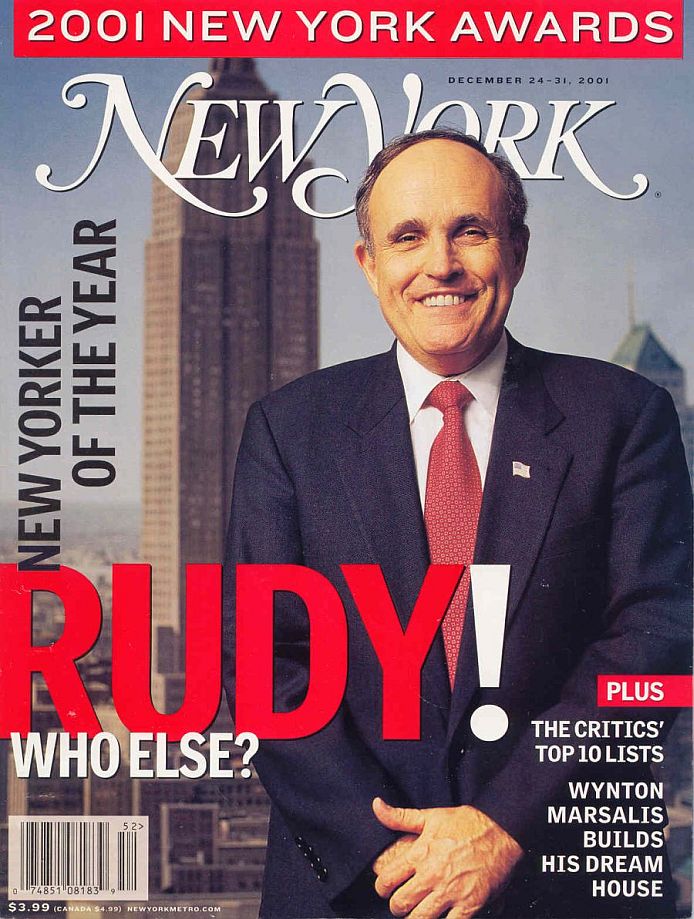 2001 NEW YORK AWARDS
DECEMBER 24–31, 2001
NEW YORK
®
NEW YORKER
OF THE YEAR
RUDY!
WHO ELSE?
PLUS
THE CRITICS'
TOP 10 LISTS
WYNTON
MARSALIS
BUILDS
HIS DREAM
HOUSE
52>
0 74851 08183 9
$3.99 (CANADA $4.99) NEWYORKMETRO.COM